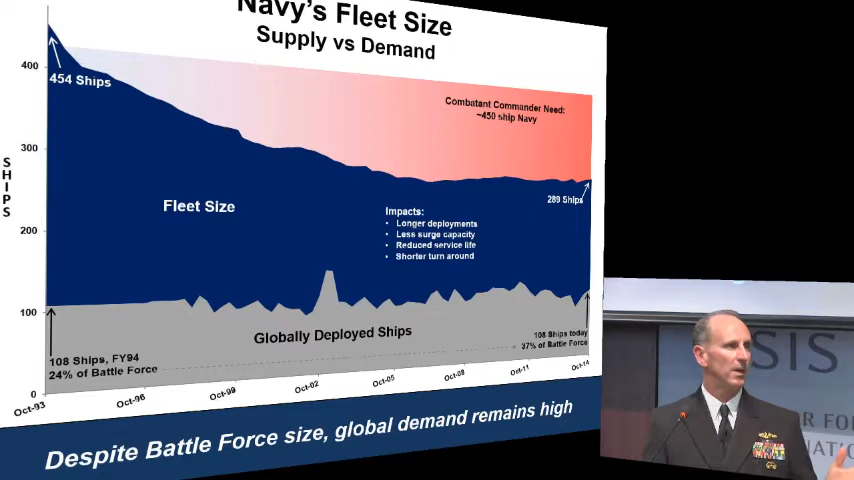 Navy's Fleet Size
Supply vs Demand
SHIPS
400
300
200
100
0
454 Ships
Combatant Commander Need:
~450 ship Navy
Fleet Size
289 Ships
Impacts:
• Longer deployments
• Less surge capacity
• Reduced service life
• Shorter turn around
Globally Deployed Ships
108 Ships, FY94
24% of Battle Force
108 Ships today
37% of Battle Force
Oct-93
Oct-96
Oct-99
Oct-02
Oct-05
Oct-08
Oct-11
Oct-14
Despite Battle Force size, global demand remains high
SIS
R FO
NATIO